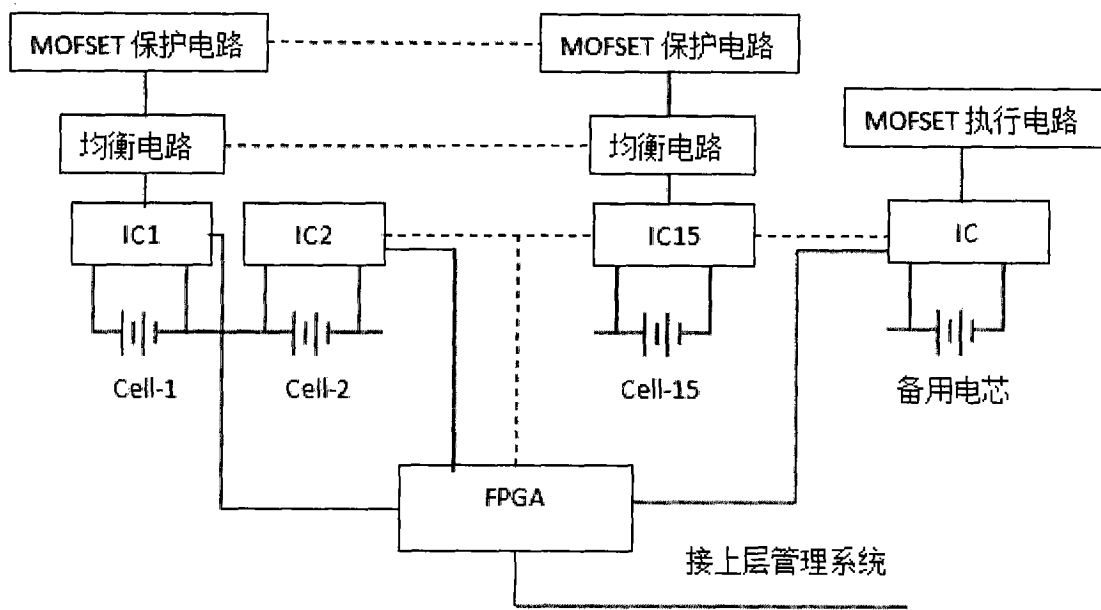 MOFSET 保护电路
MOFSET 保护电路
MOFSET 执行电路
均衡电路
均衡电路
IC1
IC2
IC15
IC
Cell-1
Cell-2
Cell-15
备用电芯
FPGA
接上层管理系统